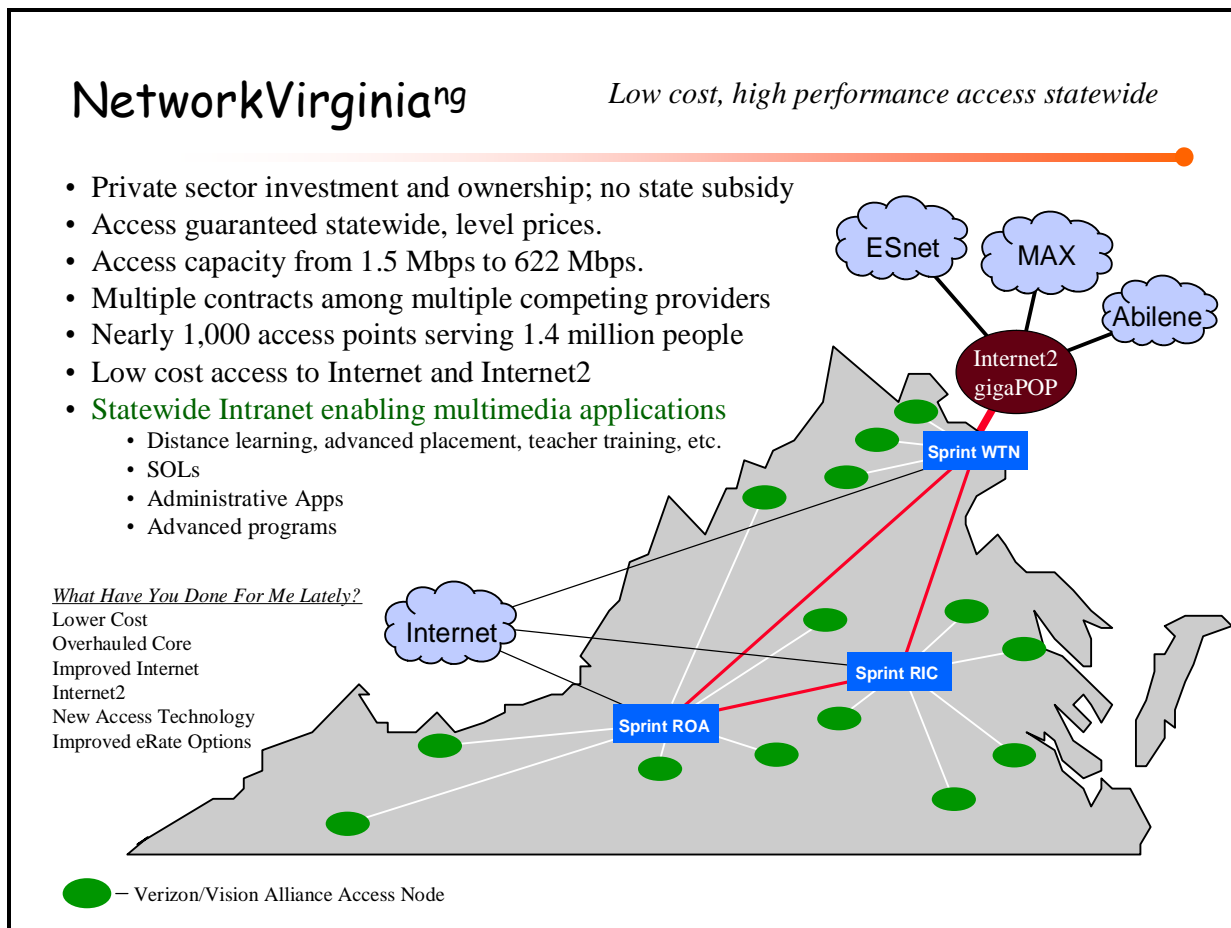 NetworkVirginiaⁿᵍ
Low cost, high performance access statewide
• Private sector investment and ownership; no state subsidy
• Access guaranteed statewide, level prices.
• Access capacity from 1.5 Mbps to 622 Mbps.
• Multiple contracts among multiple competing providers
• Nearly 1,000 access points serving 1.4 million people
• Low cost access to Internet and Internet2
• Statewide Intranet enabling multimedia applications
• Distance learning, advanced placement, teacher training, etc.
• SOLs
• Administrative Apps
• Advanced programs
ESnet
MAX
Abilene
Internet2
gigaPOP
Sprint WTN
What Have You Done For Me Lately?
Lower Cost
Overhauled Core
Improved Internet
Internet2
New Access Technology
Improved eRate Options
Internet
Sprint RIC
Sprint ROA
– Verizon/Vision Alliance Access Node